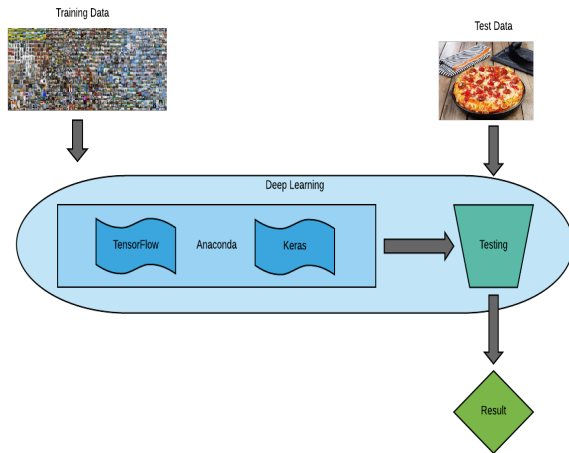 Training Data
Test Data
Deep Learning
TensorFlow
Anaconda
Keras
Testing
Result